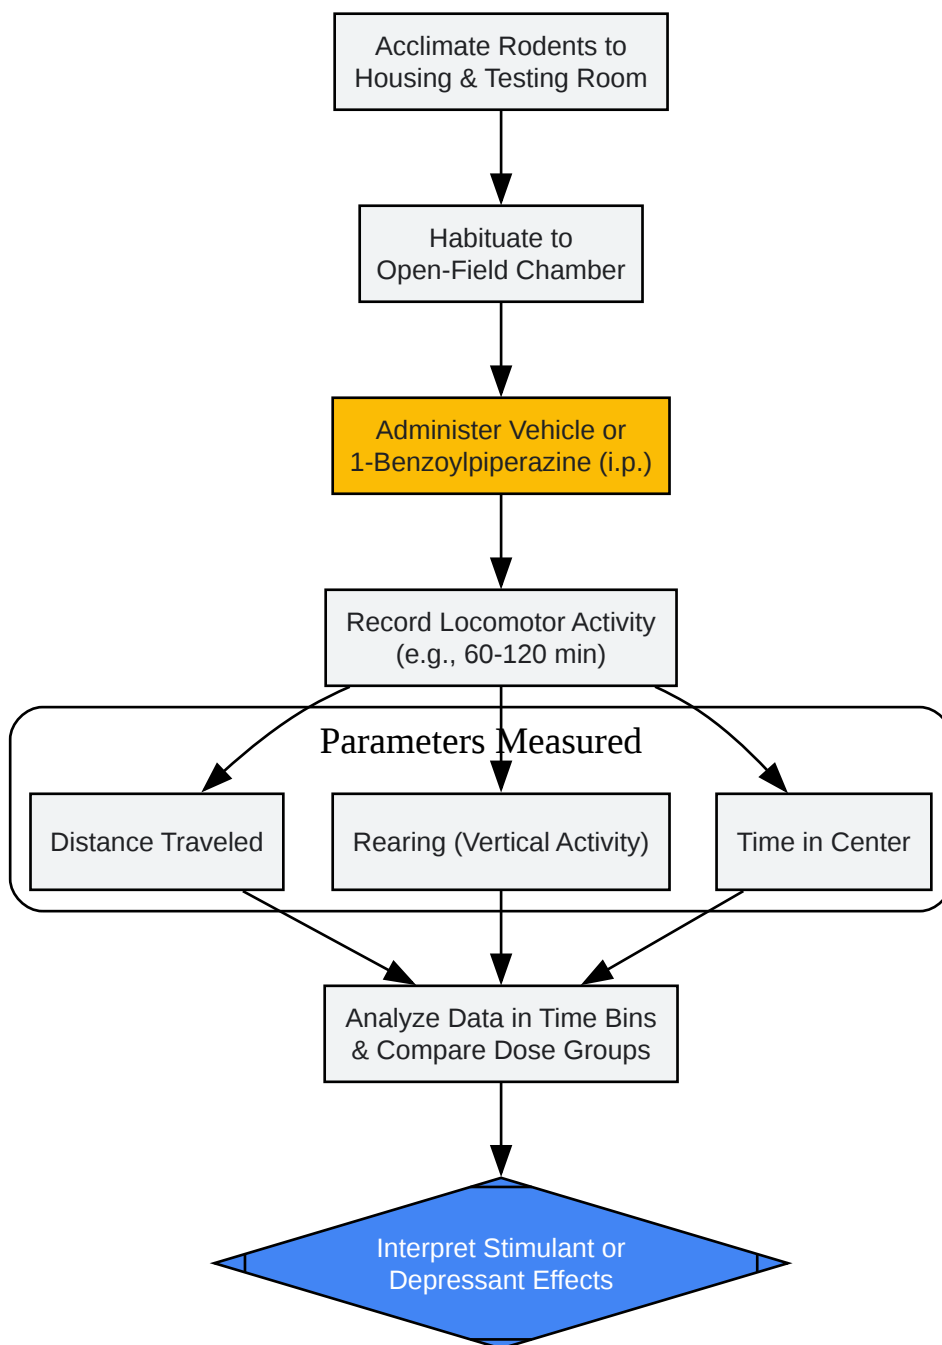 Acclimate Rodents to
Housing & Testing Room
Habituate to
Open-Field Chamber
Administer Vehicle or
1-Benzoylpiperazine (i.p.)
Record Locomotor Activity
(e.g., 60-120 min)
Parameters Measured
Distance Traveled
Rearing (Vertical Activity)
Time in Center
Analyze Data in Time Bins
& Compare Dose Groups
Interpret Stimulant or
Depressant Effects